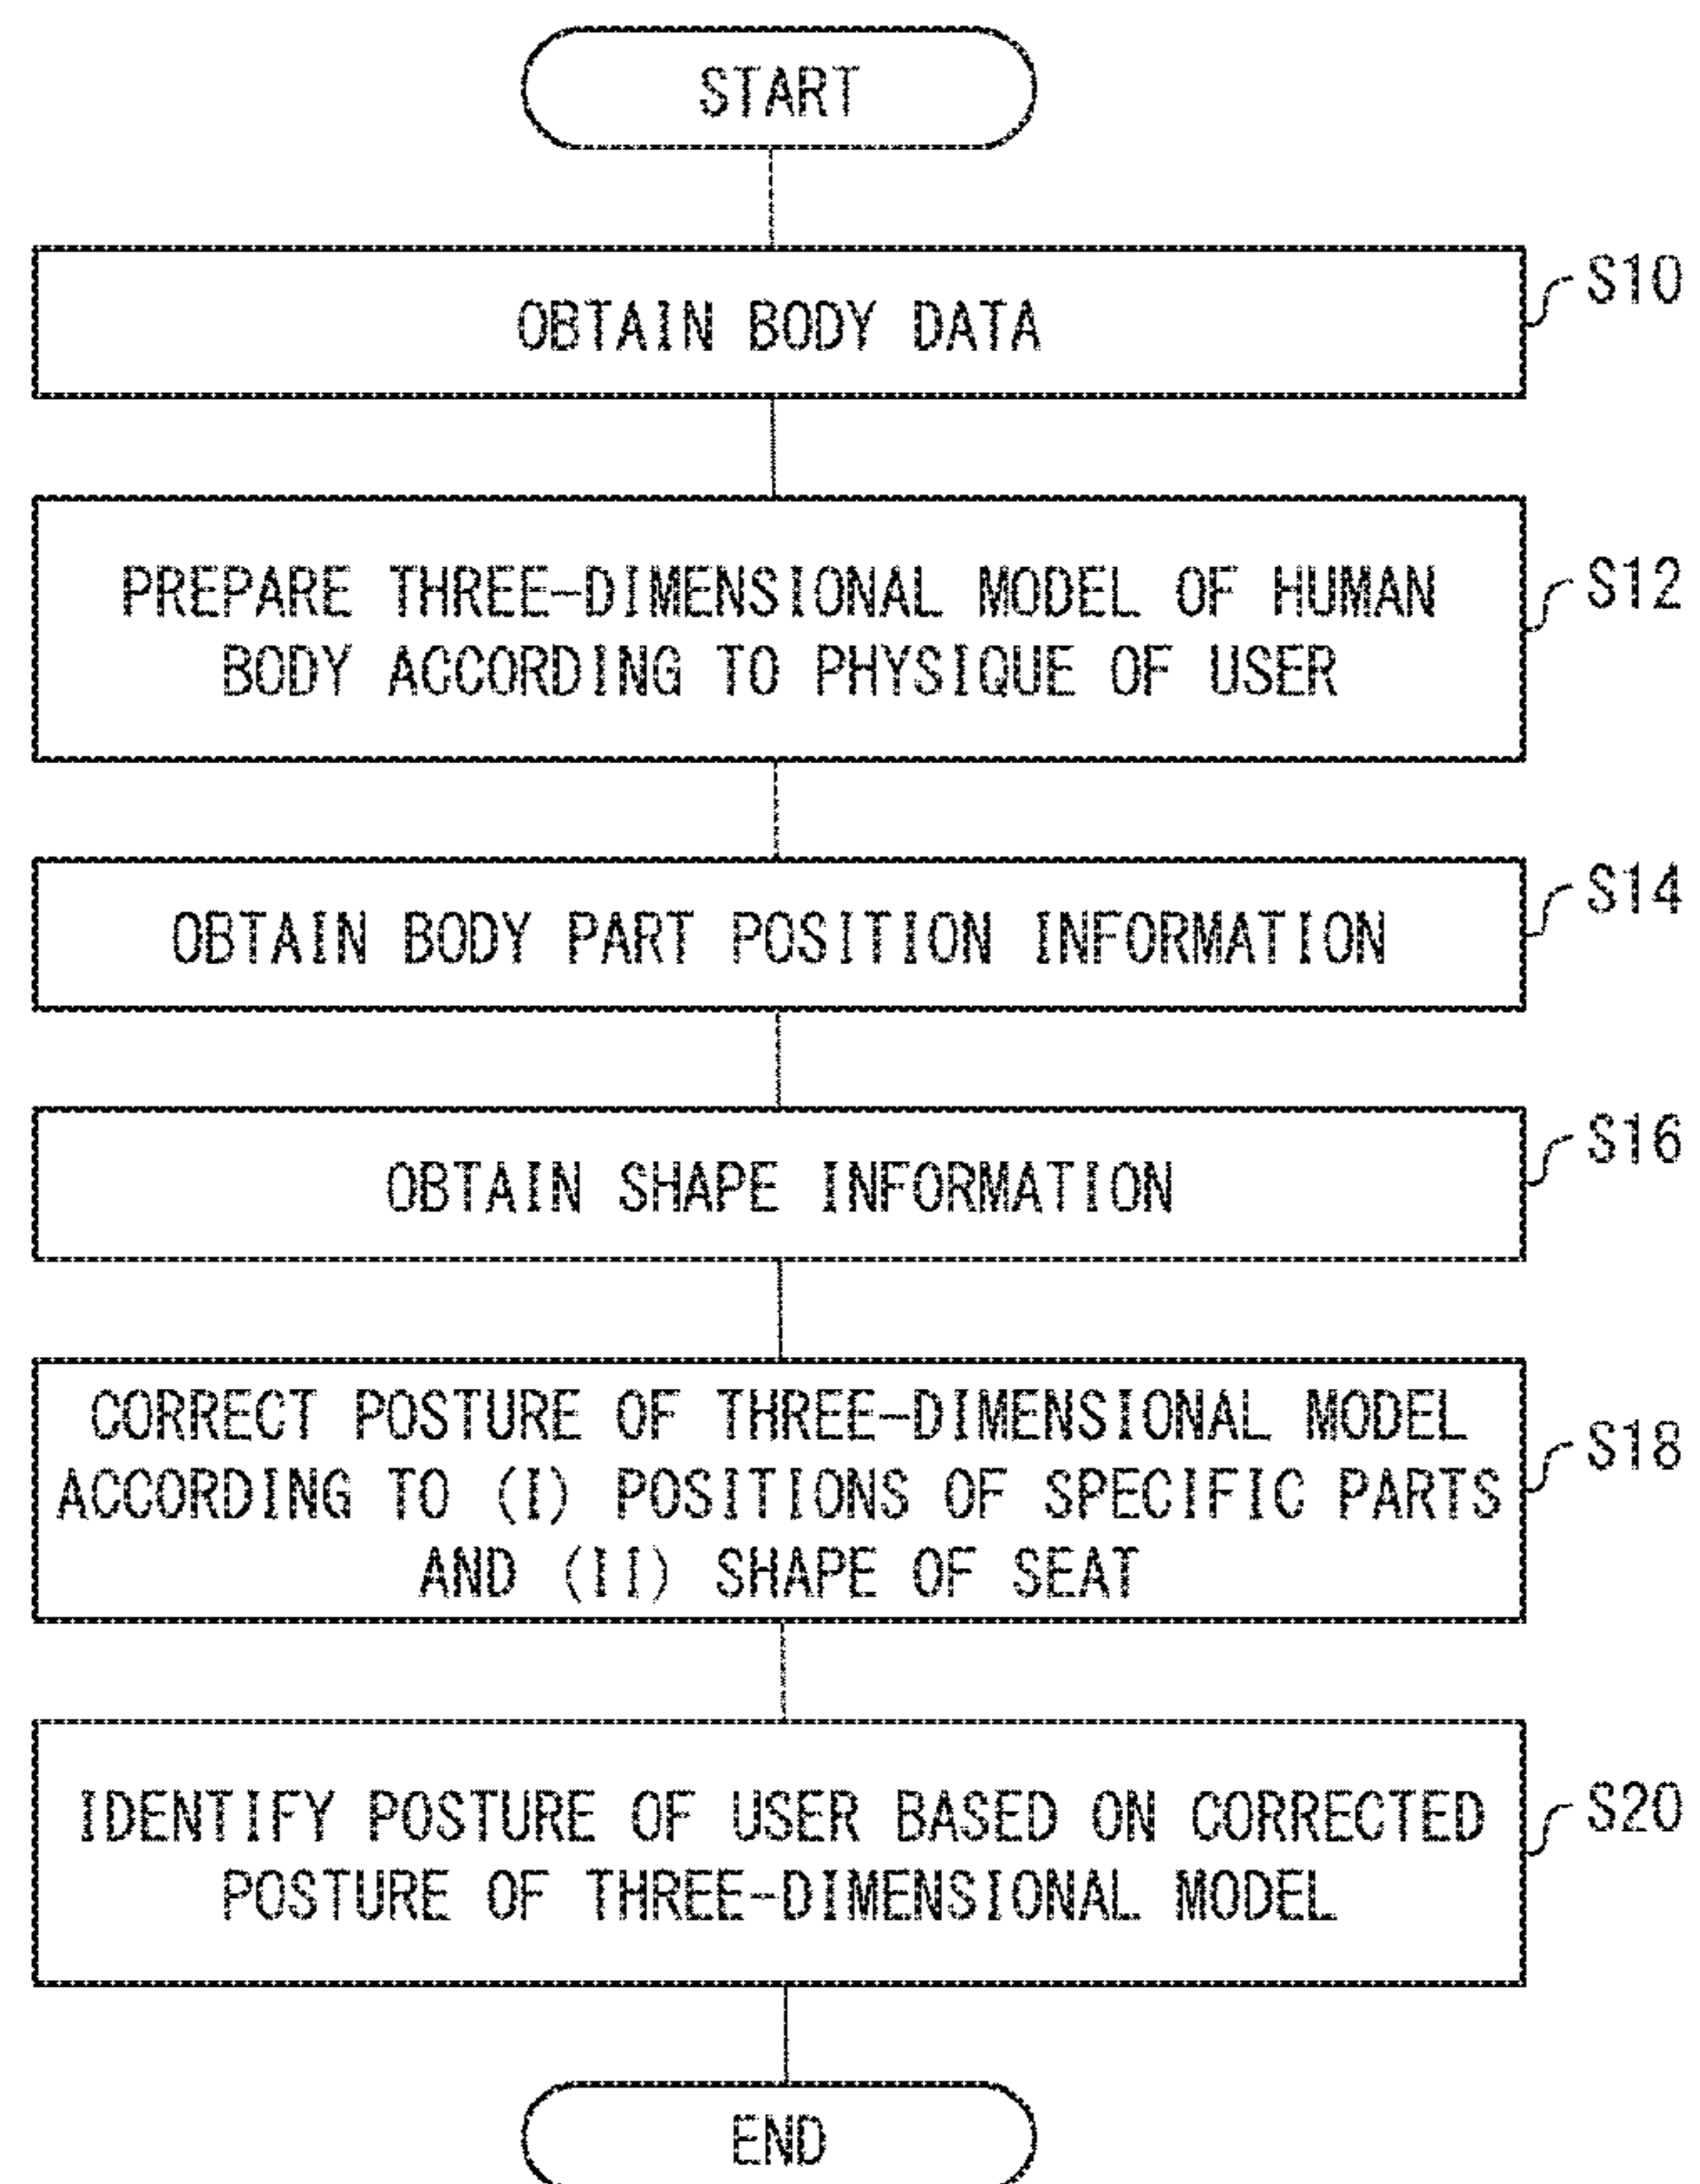 START
OBTAIN BODY DATA
S10
PREPARE THREE-DIMENSIONAL MODEL OF HUMAN
BODY ACCORDING TO PHYSIQUE OF USER
S12
OBTAIN BODY PART POSITION INFORMATION
S14
OBTAIN SHAPE INFORMATION
S16
CORRECT POSTURE OF THREE-DIMENSIONAL MODEL
ACCORDING TO (I) POSITIONS OF SPECIFIC PARTS
AND (II) SHAPE OF SEAT
S18
IDENTIFY POSTURE OF USER BASED ON CORRECTED
POSTURE OF THREE-DIMENSIONAL MODEL
S20
END